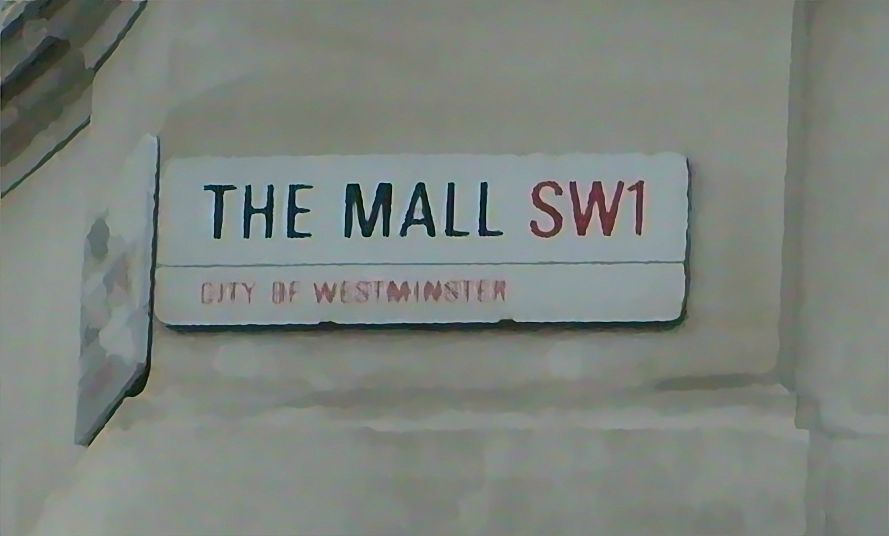 THE MALL SW1
CITY OF WESTMINSTER